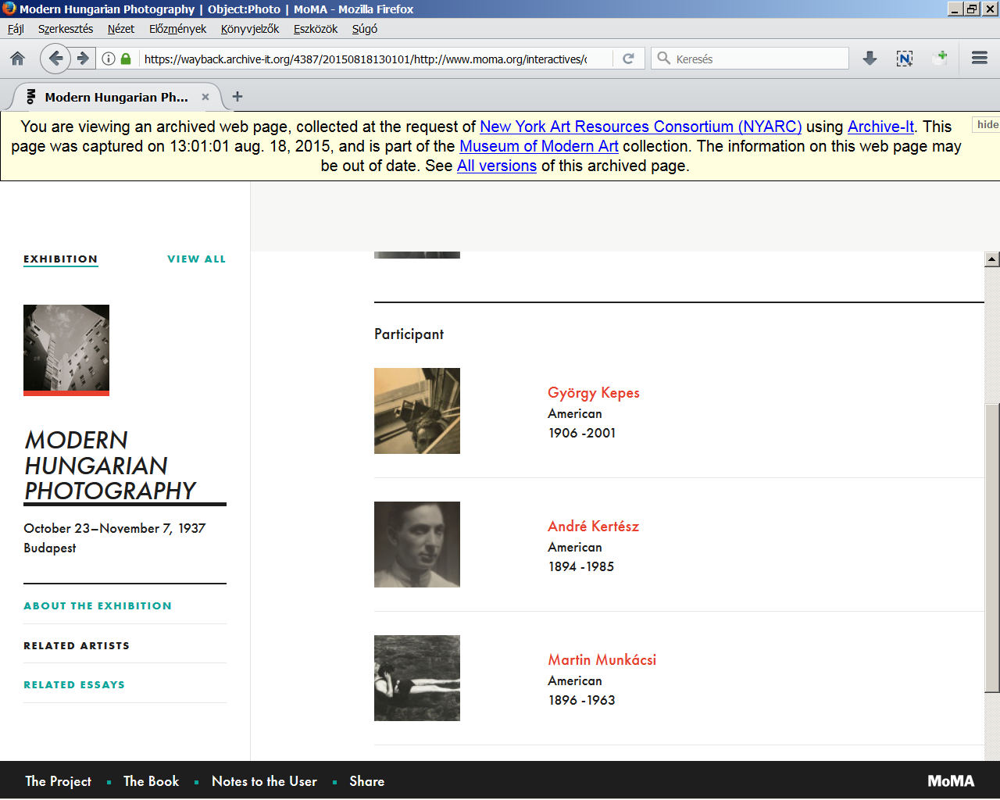 Modern Hungarian Photography | Object:Photo | MoMA - Mozilla Firefox
Fájl Szerkesztés Nézet Előzmények Könyvjelzők Eszközök Súgó
https://wayback.archive-it.org/4387/20150818130101/http://www.moma.org/interactives/c
Keresés
Mo
Modern Hungarian Ph...
You are viewing an archived web page, collected at the request of New York Art Resources Consortium (NYARC) using Archive-It. This
page was captured on 13:01:01 aug. 18, 2015, and is part of the Museum of Modern Art collection. The information on this web page may
be out of date. See All versions of this archived page.
hide
EXHIBITION VIEW ALL
MODERN
HUNGARIAN
PHOTOGRAPHY
October 23–November 7, 1937
Budapest
ABOUT THE EXHIBITION
RELATED ARTISTS
RELATED ESSAYS
Participant
György Kepes
American
1906 -2001
André Kertész
American
1894 -1985
Martin Munkácsi
American
1896 -1963
The Project The Book Notes to the User Share
MoMA